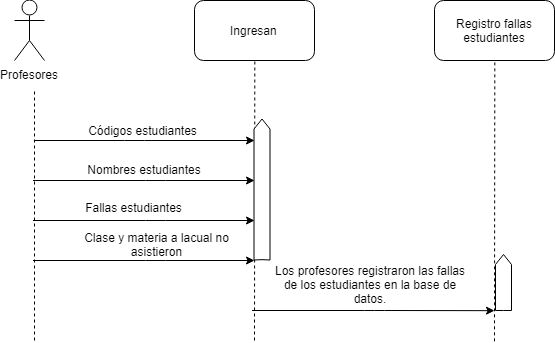 Profesores
Ingresan
Registro fallas
estudiantes
Códigos estudiantes
Nombres estudiantes
Fallas estudiantes
Clase y materia a lacual no
asistieron
Los profesores registraron las fallas
de los estudiantes en la base de
datos.